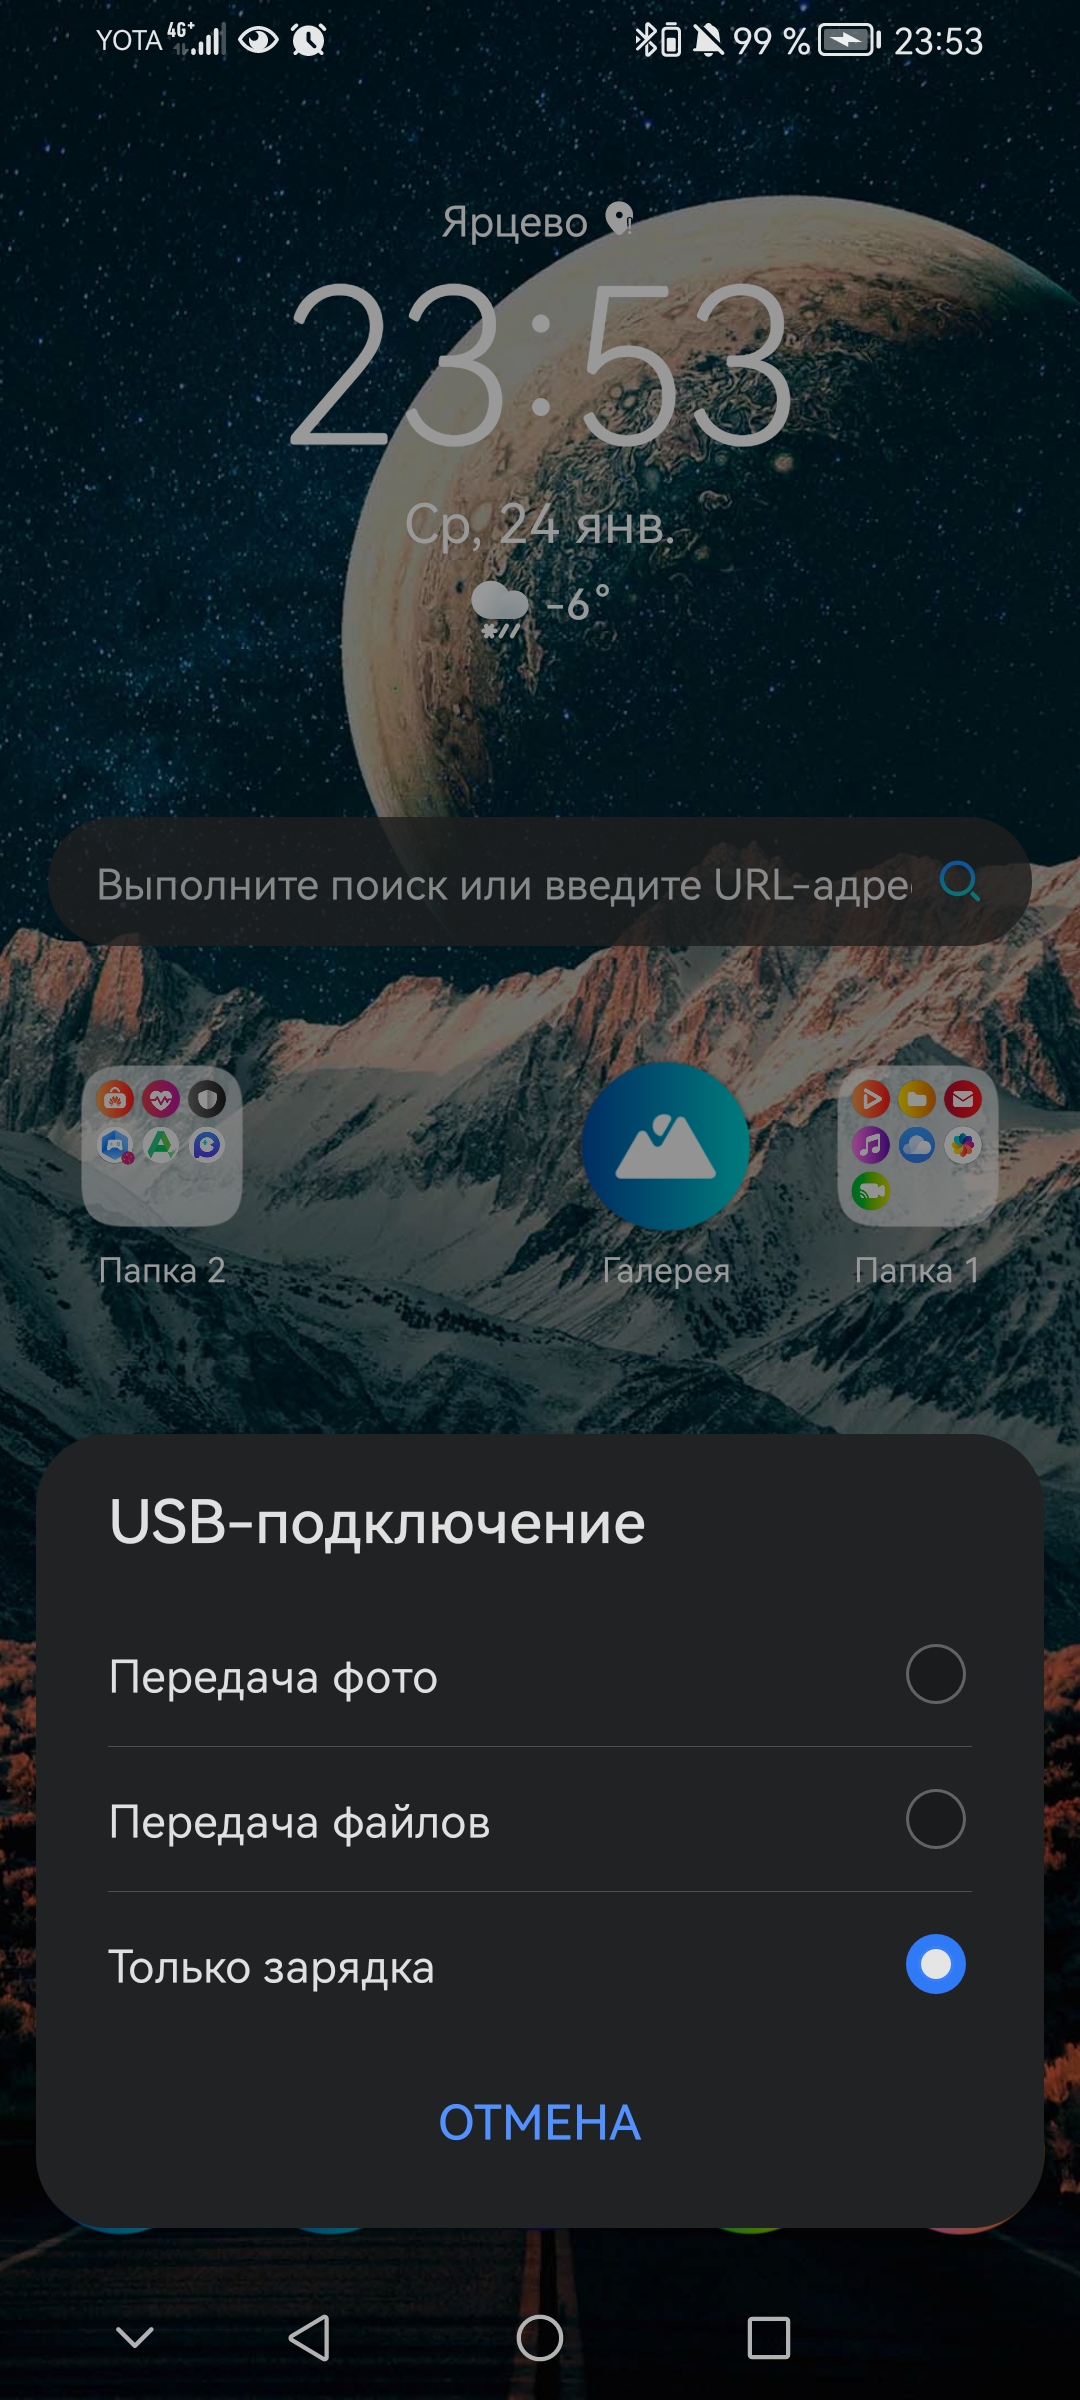 YOTA 4G+ 99 % 23:53
Ярцево
23:53
Ср, 24 янв.
-6°
Выполните поиск или введите URL-адре
Папка 2 Галерея Папка 1
USB-подключение
Передача фото
Передача файлов
Только зарядка
ОТМЕНА